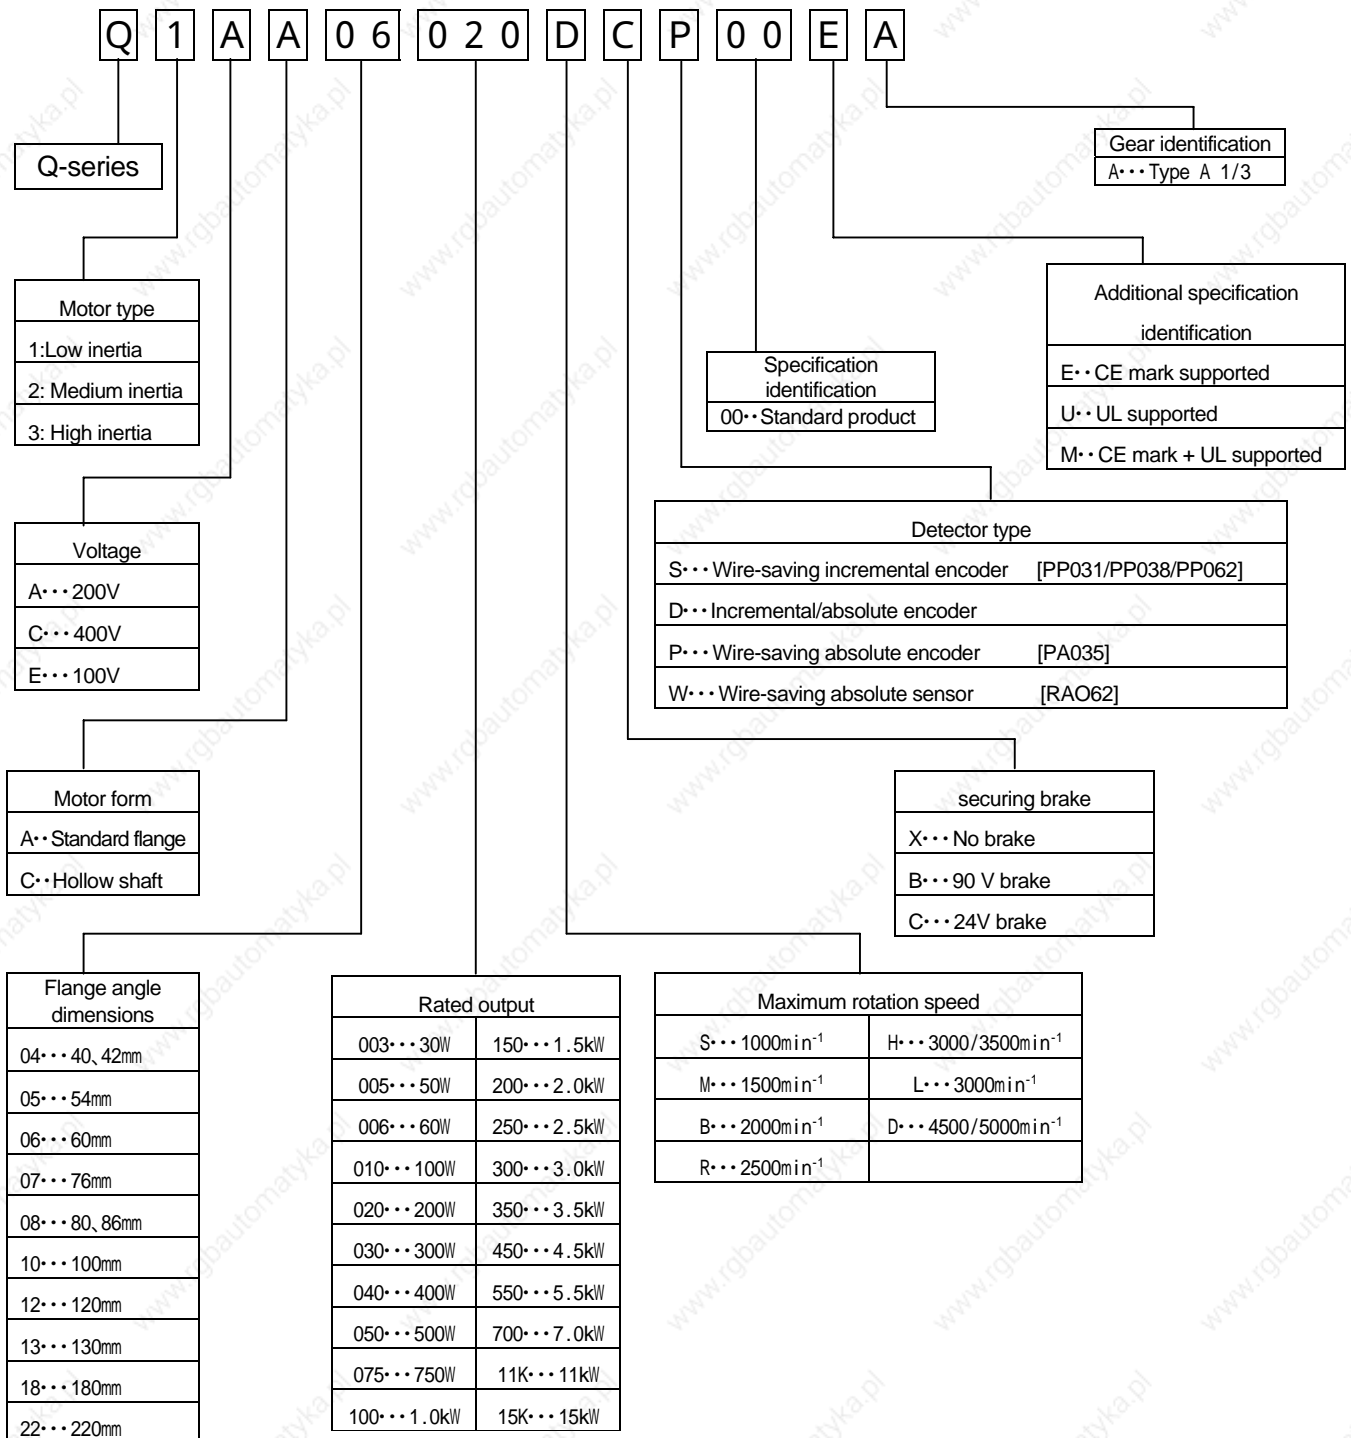 Q 1 A A 0 6 0 2 0 D C P 0 0 E A
Q-series
Gear identification
A･･･Type A 1/3
Motor type
1:Low inertia
2: Medium inertia
3: High inertia
Additional specification
identification
E･･CE mark supported
U･･UL supported
M･･CE mark + UL supported
Specification
identification
00･･Standard product
Voltage
A･･･200V
C･･･400V
E･･･100V
Detector type
S･･･Wire-saving incremental encoder [PP031/PP038/PP062]
D･･･Incremental/absolute encoder
P･･･Wire-saving absolute encoder [PA035]
W･･･Wire-saving absolute sensor [RAO62]
Motor form
A･･Standard flange
C･･Hollow shaft
securing brake
X･･･No brake
B･･･90 V brake
C･･･24V brake
Flange angle
dimensions
04･･･40､42mm
05･･･54mm
06･･･60mm
07･･･76mm
08･･･80､86mm
10･･･100mm
12･･･120mm
13･･･130mm
18･･･180mm
22･･･220mm
Rated output
003･･･30W 150･･･1.5kW
005･･･50W 200･･･2.0kW
006･･･60W 250･･･2.5kW
010･･･100W 300･･･3.0kW
020･･･200W 350･･･3.5kW
030･･･300W 450･･･4.5kW
040･･･400W 550･･･5.5kW
050･･･500W 700･･･7.0kW
075･･･750W 11K･･･11kW
100･･･1.0kW 15K･･･15kW
Maximum rotation speed
S･･･1000min⁻¹ H･･･3000/3500min⁻¹
M･･･1500min⁻¹ L･･･3000min⁻¹
B･･･2000min⁻¹ D･･･4500/5000min⁻¹
R･･･2500min⁻¹
www.rgbautomatyka.pl